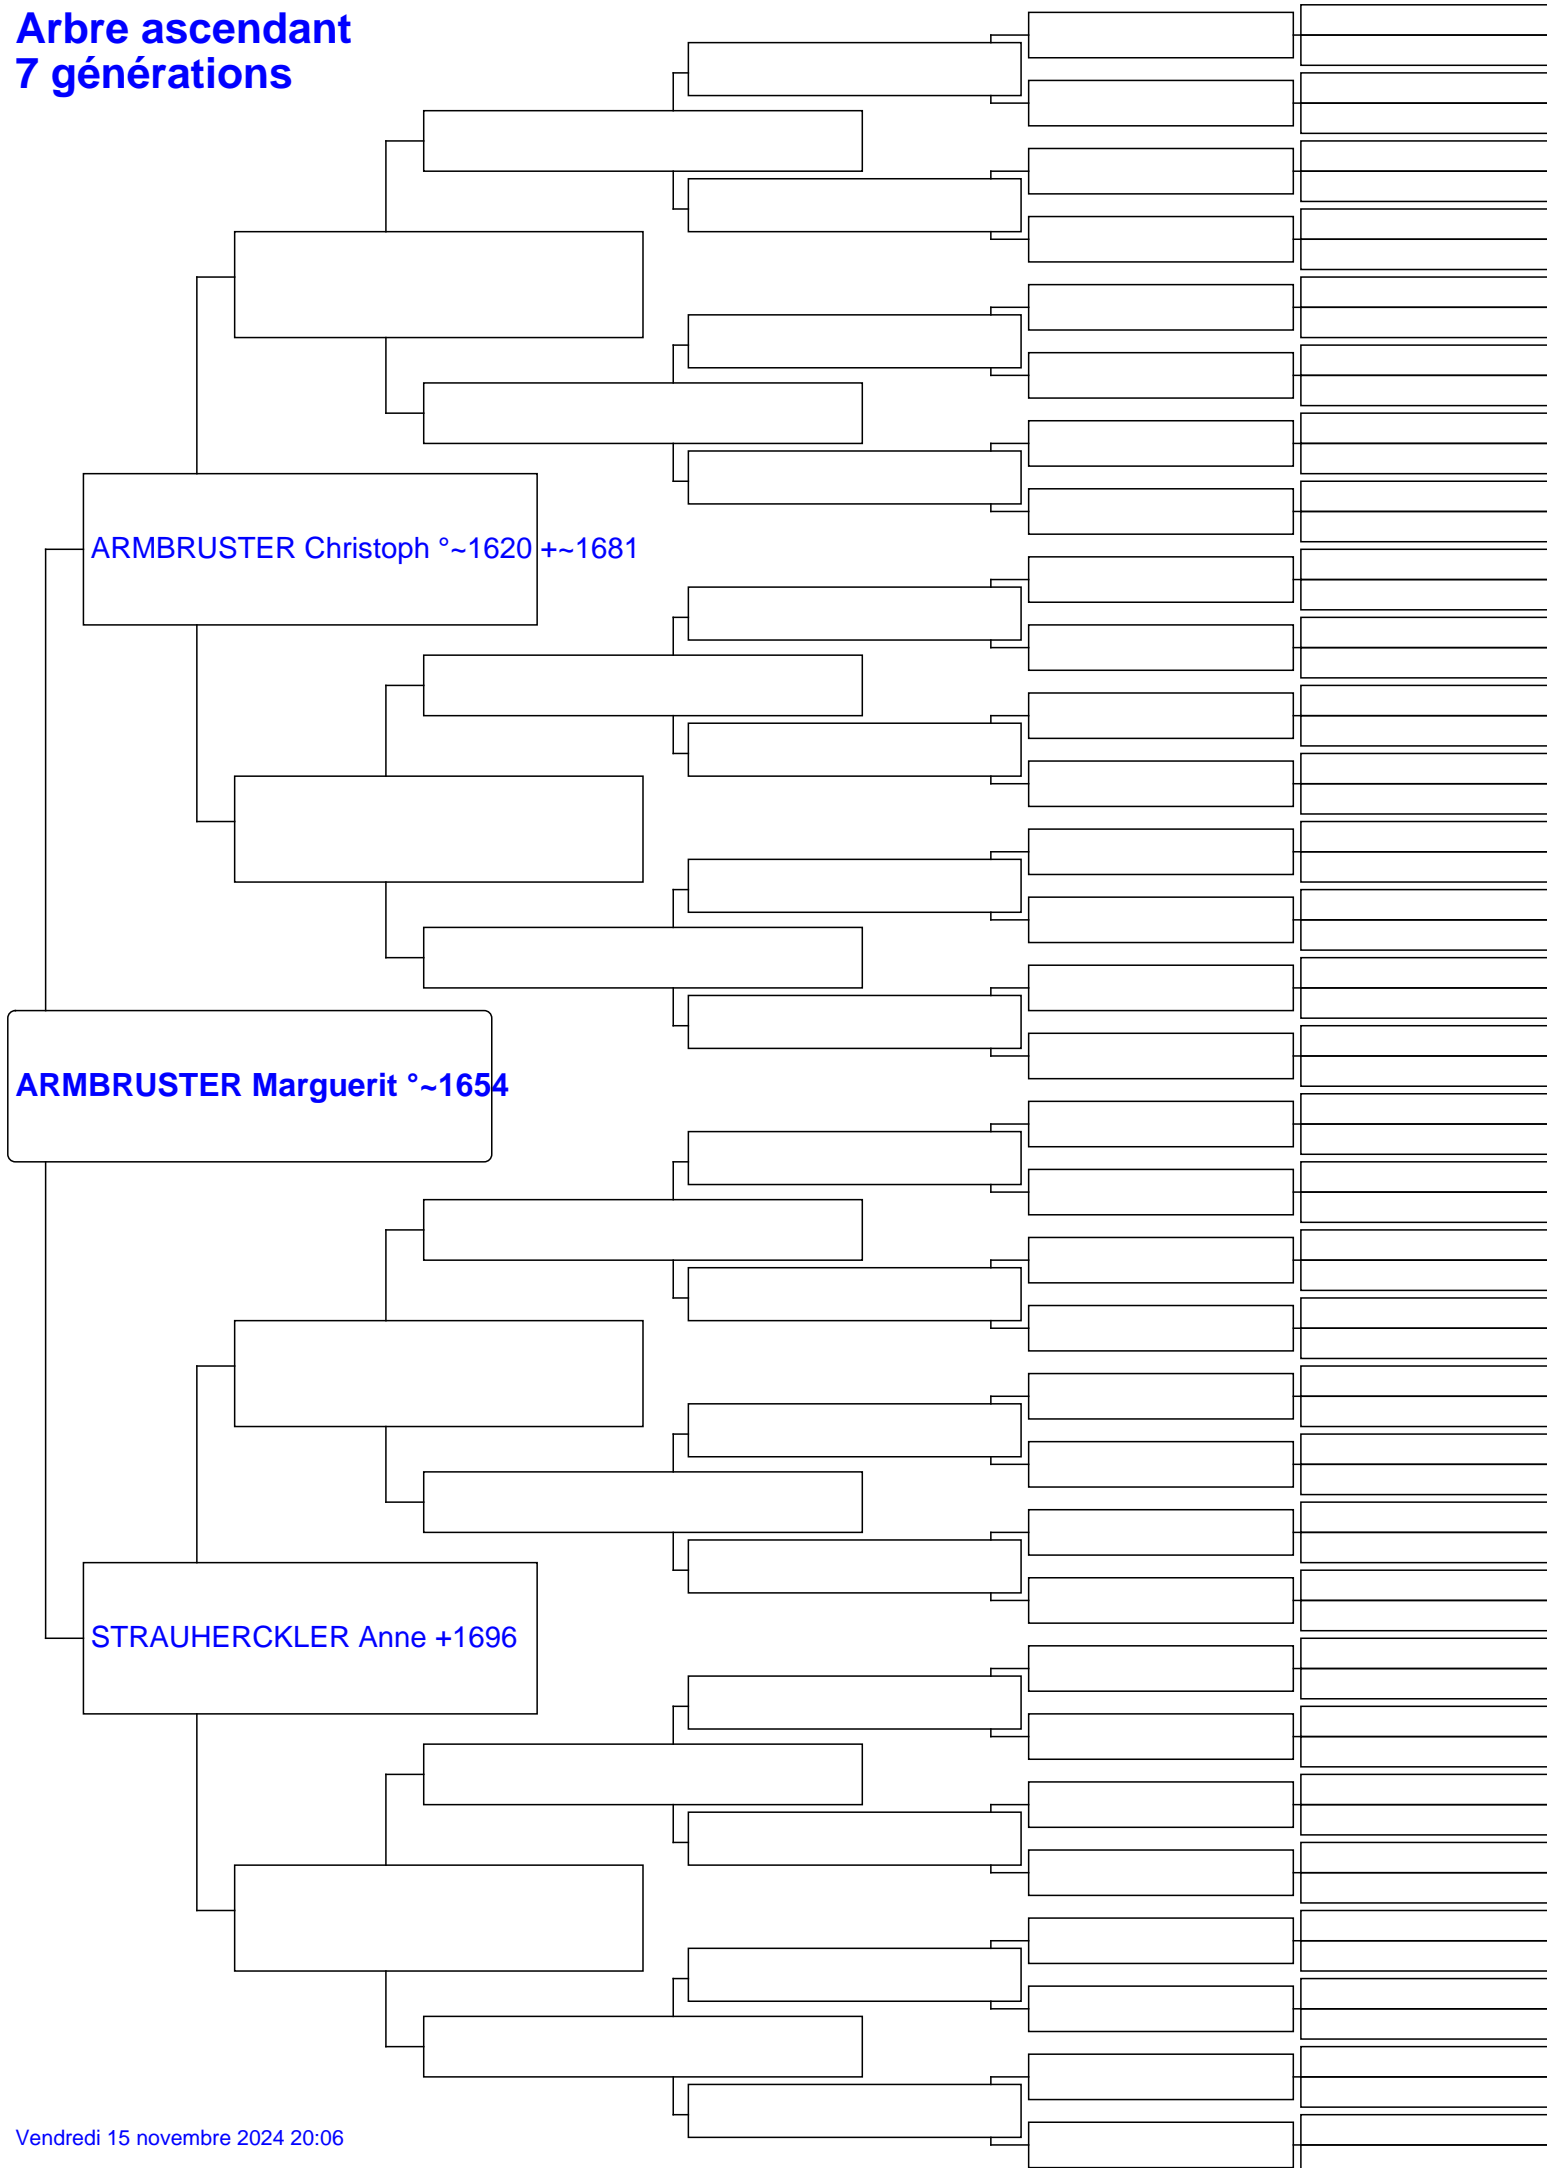 Arbre ascendant
7 générations
ARMBRUSTER Christoph °~1620 +~1681
ARMBRUSTER Marguerit °~1654
STRAUHERCKLER Anne +1696
Vendredi 15 novembre 2024 20:06